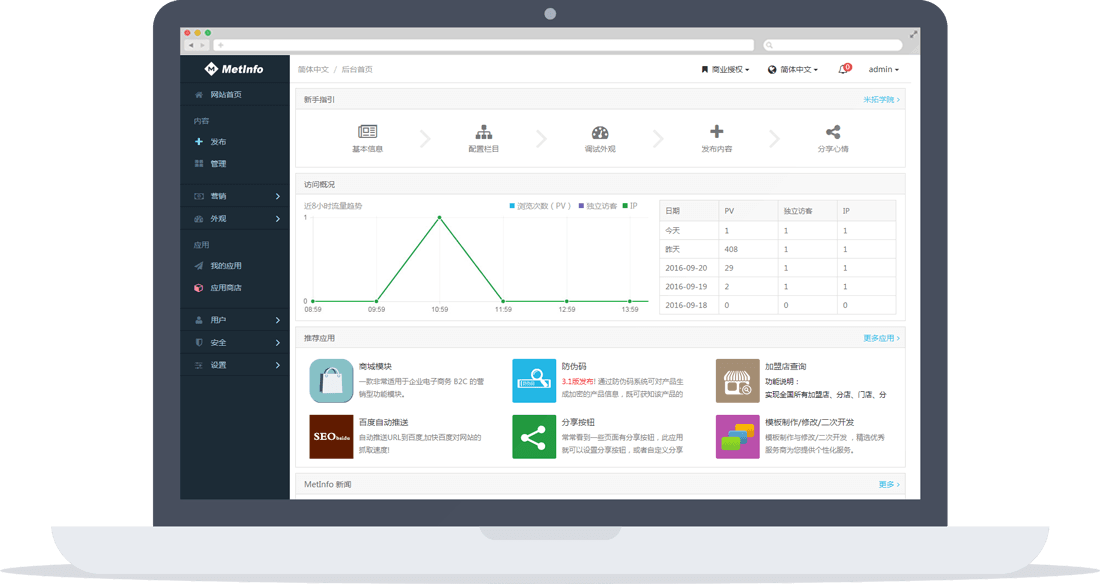 MetInfo
简体中文 / 后台首页
商业授权
简体中文
0
admin
网站首页
内容
发布
管理
营销
外观
应用
我的应用
应用商店
用户
安全
设置
新手指引
米拓学院 >
基本信息
配置栏目
调试外观
发布内容
分享心情
访问概况
近8小时流量趋势
浏览次数(PV) 独立访客 IP
1
0
08:59 09:59 10:59 11:59 12:59 13:59
日期 PV 独立访客 IP
今天 1 1 1
昨天 408 1 1
2016-09-20 29 1 1
2016-09-19 2 1 1
2016-09-18 0 0 0
推荐应用
更多应用 >
商城模块
一款非常适用于企业电子商务 B2C 的营
销型功能模块。
防伪码
3.1版发布! 通过防伪码系统可对产品生
成加密的产品信息，既可获知该产品的
加盟店查询
功能说明：
实现全国所有加盟店、分店、门店、分
SEObaidu
百度自动推送
自动推送URL到百度,加快百度对网站的
抓取速度!
分享按钮
常常看到一些页面有分享按钮，此应用
就可以设置分享按钮，或者自定义分享
模板制作/修改/二次开发
模板制作与修改/二次开发 ，精选优秀
服务商为您提供个性化服务。
MetInfo 新闻
更多 >